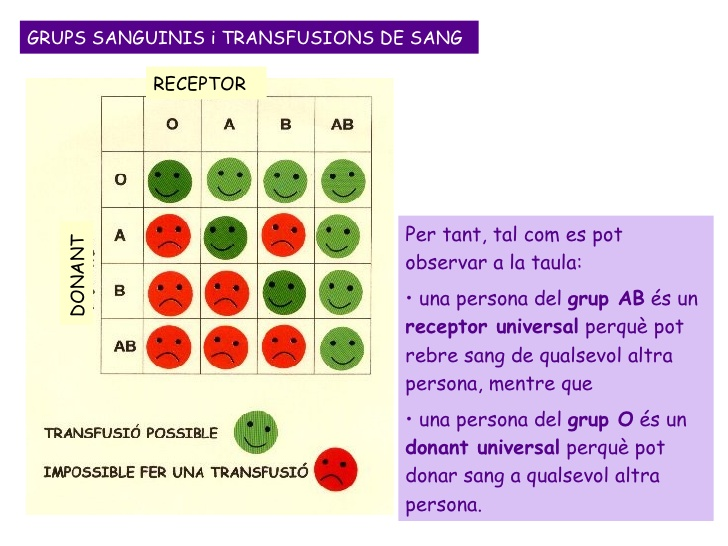 GRUPS SANGUINIS i TRANSFUSIONS DE SANG
RECEPTOR
O A B AB
DONANT
O
A
B
AB
TRANSFUSIÓ POSSIBLE
IMPOSSIBLE FER UNA TRANSFUSIÓ
Per tant, tal com es pot
observar a la taula:
• una persona del grup AB és un
receptor universal perquè pot
rebre sang de qualsevol altra
persona, mentre que
• una persona del grup O és un
donant universal perquè pot
donar sang a qualsevol altra
persona.